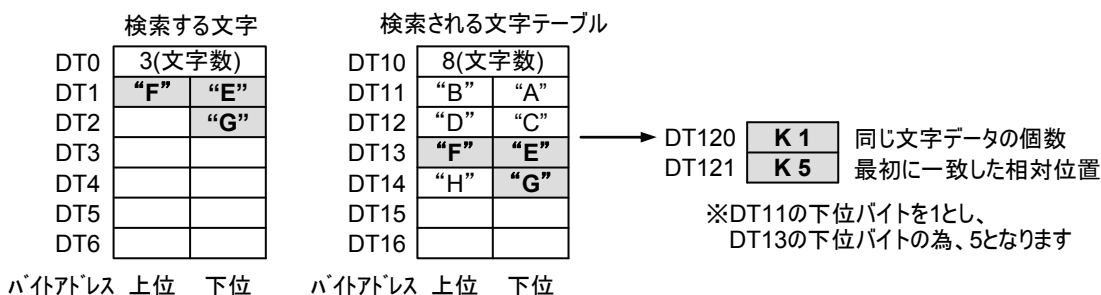 検索する文字
DT0 3(文字数)
DT1 “F” “E”
DT2 “G”
DT3
DT4
DT5
DT6
バイトアドレス 上位 下位
検索される文字テーブル
DT10 8(文字数)
DT11 “B” “A”
DT12 “D” “C”
DT13 “F” “E”
DT14 “H” “G”
DT15
DT16
バイトアドレス 上位 下位
DT120 K 1 同じ文字データの個数
DT121 K 5 最初に一致した相対位置
※DT11の下位バイトを1とし、
DT13の下位バイトの為、5となります